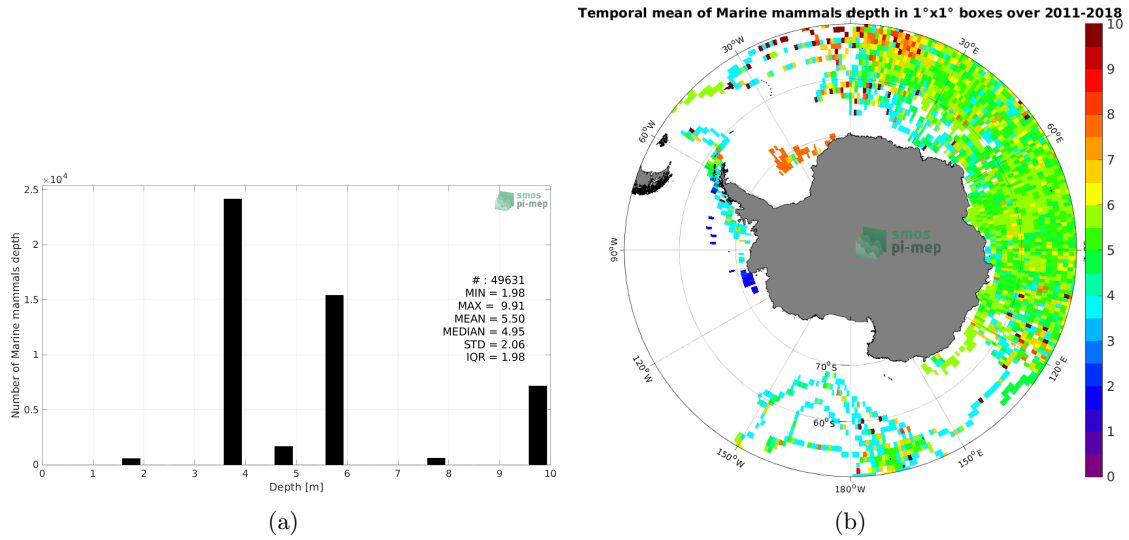 Temporal mean of Marine mammals depth in 1°x1° boxes over 2011-2018
×10⁴
2.5
2
1.5
1
0.5
0
Number of Marine mammals depth
smos
pi-mep
# : 49631
MIN = 1.98
MAX = 9.91
MEAN = 5.50
MEDIAN = 4.95
STD = 2.06
IQR = 1.98
0 1 2 3 4 5 6 7 8 9 10
Depth [m]
(a)
30°W
30°E
60°W
60°E
90°W
smos
pi-mep
120°W
120°E
70°S
60°S
150°W
150°E
180°W
10
9
8
7
6
5
4
3
2
1
0
(b)